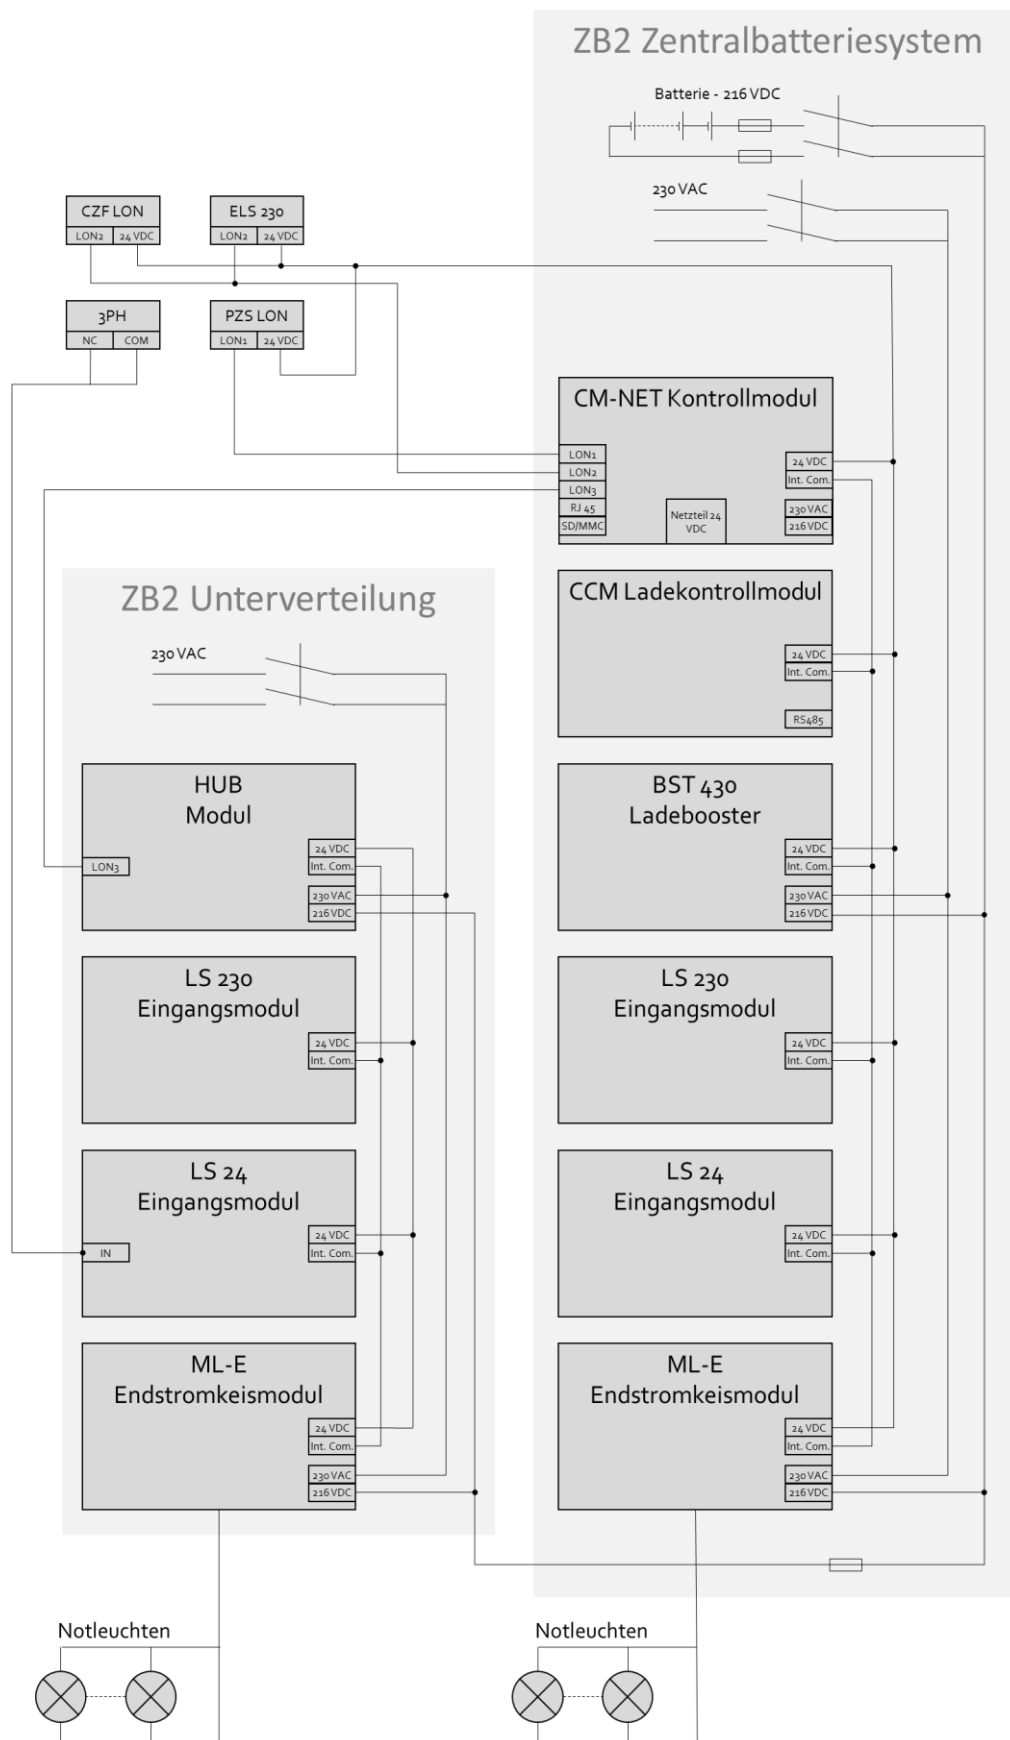 ZB2 Zentralbatteriesystem
Batterie - 216 VDC
230 VAC
CZF LON
LON2 24 VDC
ELS 230
LON2 24 VDC
3PH
NC COM
PZS LON
LON1 24 VDC
CM-NET Kontrollmodul
LON1
LON2
LON3
RJ 45
SD/MMC
Netzteil 24
VDC
24 VDC
Int. Com.
230 VAC
216 VDC
CCM Ladekontrollmodul
24 VDC
Int. Com.
RS485
ZB2 Unterverteilung
230 VAC
HUB
Modul
LON3
24 VDC
Int. Com.
230 VAC
216 VDC
BST 430
Ladebooster
24 VDC
Int. Com.
230 VAC
216 VDC
LS 230
Eingangsmodul
24 VDC
Int. Com.
LS 230
Eingangsmodul
24 VDC
Int. Com.
LS 24
Eingangsmodul
IN
24 VDC
Int. Com.
LS 24
Eingangsmodul
24 VDC
Int. Com.
ML-E
Endstromkeismodul
24 VDC
Int. Com.
230 VAC
216 VDC
ML-E
Endstromkeismodul
24 VDC
Int. Com.
230 VAC
216 VDC
Notleuchten
Notleuchten